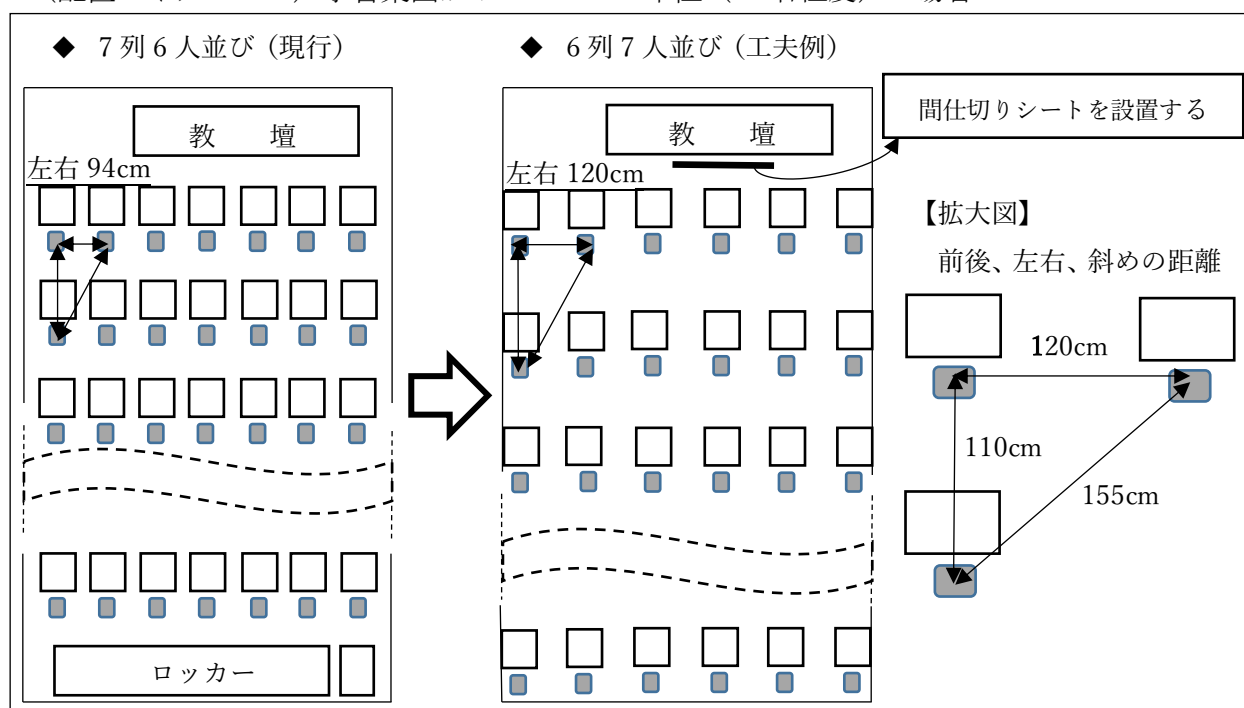 ◆ 7列6人並び（現行）
◆ 6列7人並び（工夫例）
間仕切りシートを設置する
教 壇
教 壇
左右 94cm
左右 120cm
【拡大図】
前後、左右、斜めの距離
120cm
110cm
155cm
ロッカー